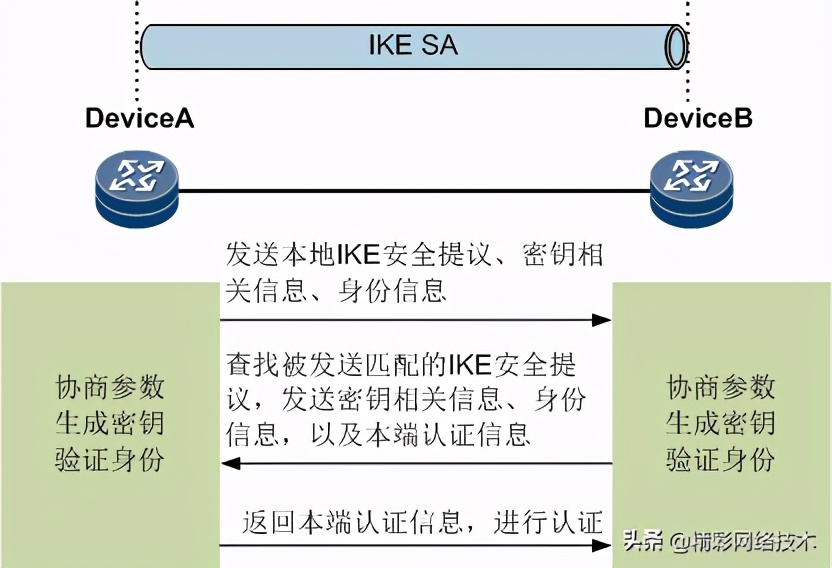 IKE SA
DeviceA
DeviceB
发送本地IKE安全提议、密钥相
关信息、身份信息
查找被发送匹配的IKE安全提
议，发送密钥相关信息、身份
信息，以及本端认证信息
返回本端认证信息，进行认证
协商参数
生成密钥
验证身份
协商参数
生成密钥
验证身份
头条 @瑞彩网络技术